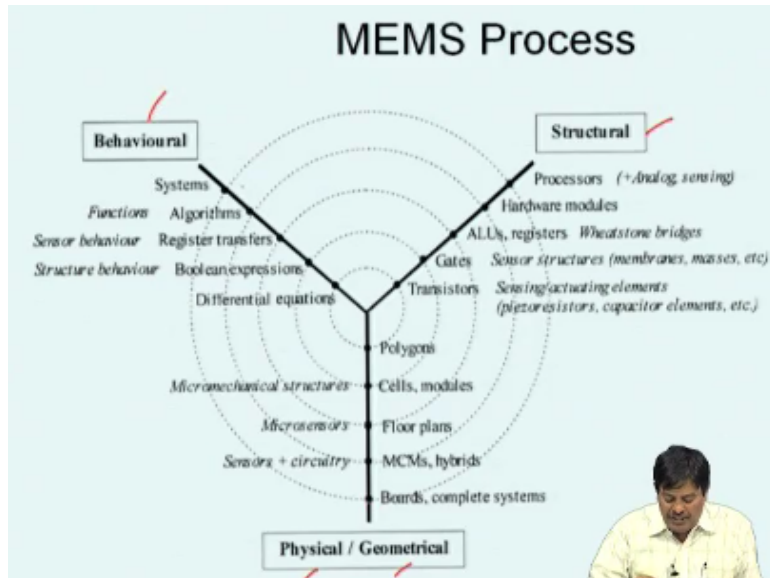 MEMS Process
Behavioural
Structural
Systems
Processors (+Analog, sensing)
Functions Algorithms
Hardware modules
Sensor behaviour Register transfers
ALUs, registers Wheatstone bridges
Structure behaviour Boolean expressions
Gates Sensor structures (membranes, masses, etc)
Differential equations
Transistors Sensing/actuating elements
(piezoresistors, capacitor elements, etc.)
Polygons
Micromechanical structures Cells, modules
Microsensors Floor plans
Sensors + circuitry MCMs, hybrids
Boards, complete systems
Physical / Geometrical